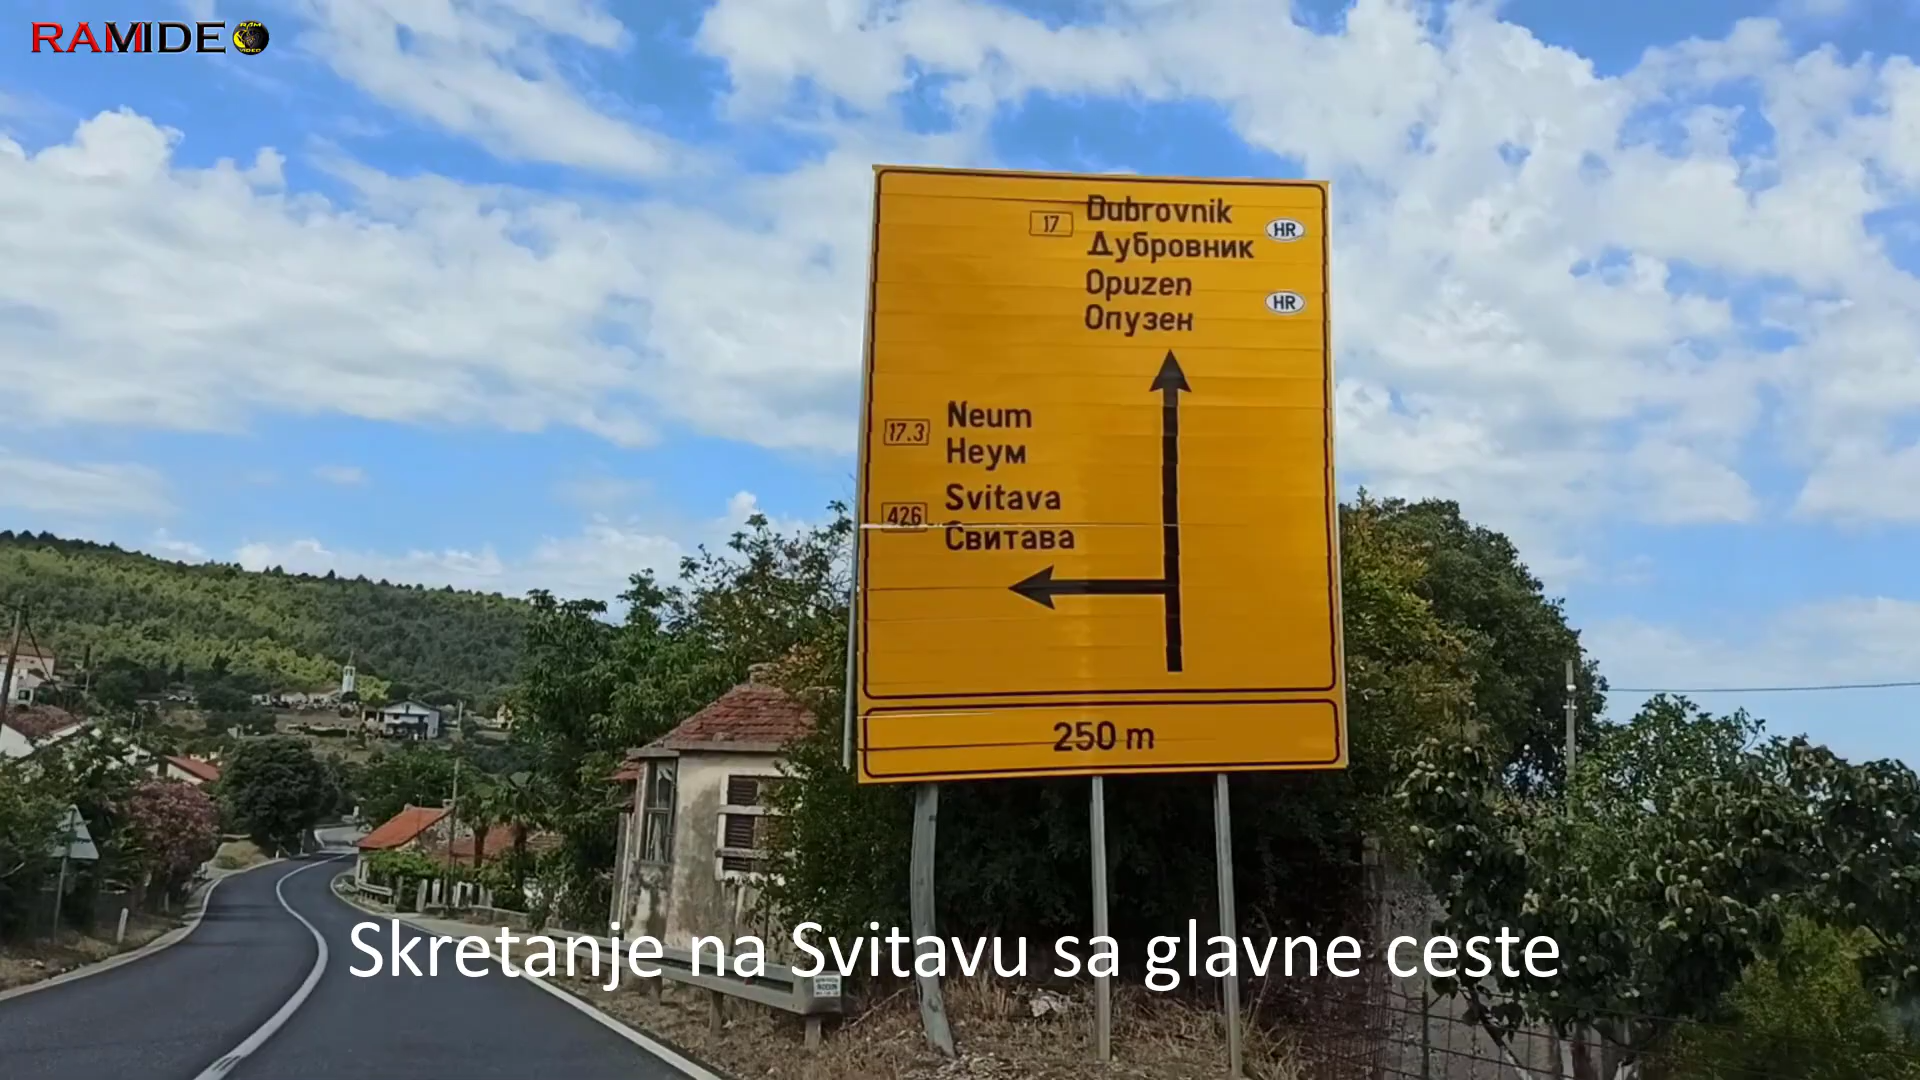 RAMIDEO
17 Dubrovnik HR
Дубровник
Opuzen HR
Опузен
17.3 Neum
Неум
426 Svitava
Свитава
250 m
Skretanje na Svitavu sa glavne ceste